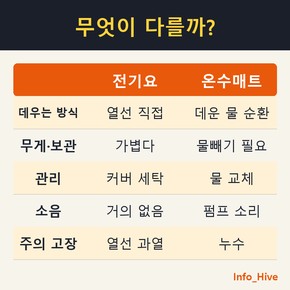 무엇이 다를까?
전기요 온수매트
데우는 방식 열선 직접 데운 물 순환
무게·보관 가볍다 물빼기 필요
관리 커버 세탁 물 교체
소음 거의 없음 펌프 소리
주의 고장 열선 과열 누수
Info_Hive